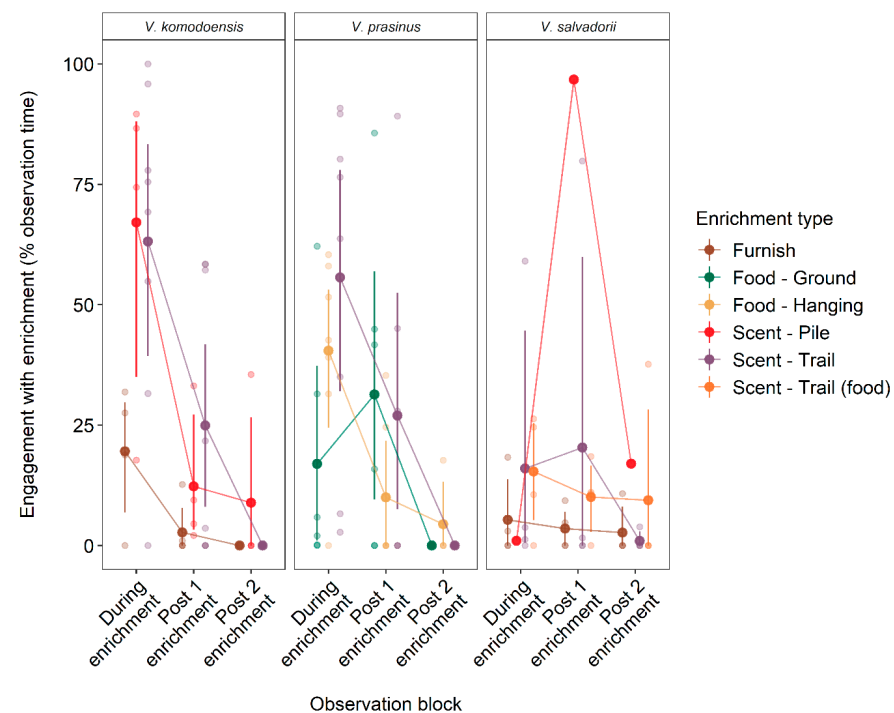 V. komodoensis
V. prasinus
V. salvadorii
Engagement with enrichment (% observation time)
100
75
50
25
0
During
enrichment
Post 1
enrichment
Post 2
enrichment
During
enrichment
Post 1
enrichment
Post 2
enrichment
During
enrichment
Post 1
enrichment
Post 2
enrichment
Observation block
Enrichment type
Furnish
Food - Ground
Food - Hanging
Scent - Pile
Scent - Trail
Scent - Trail (food)